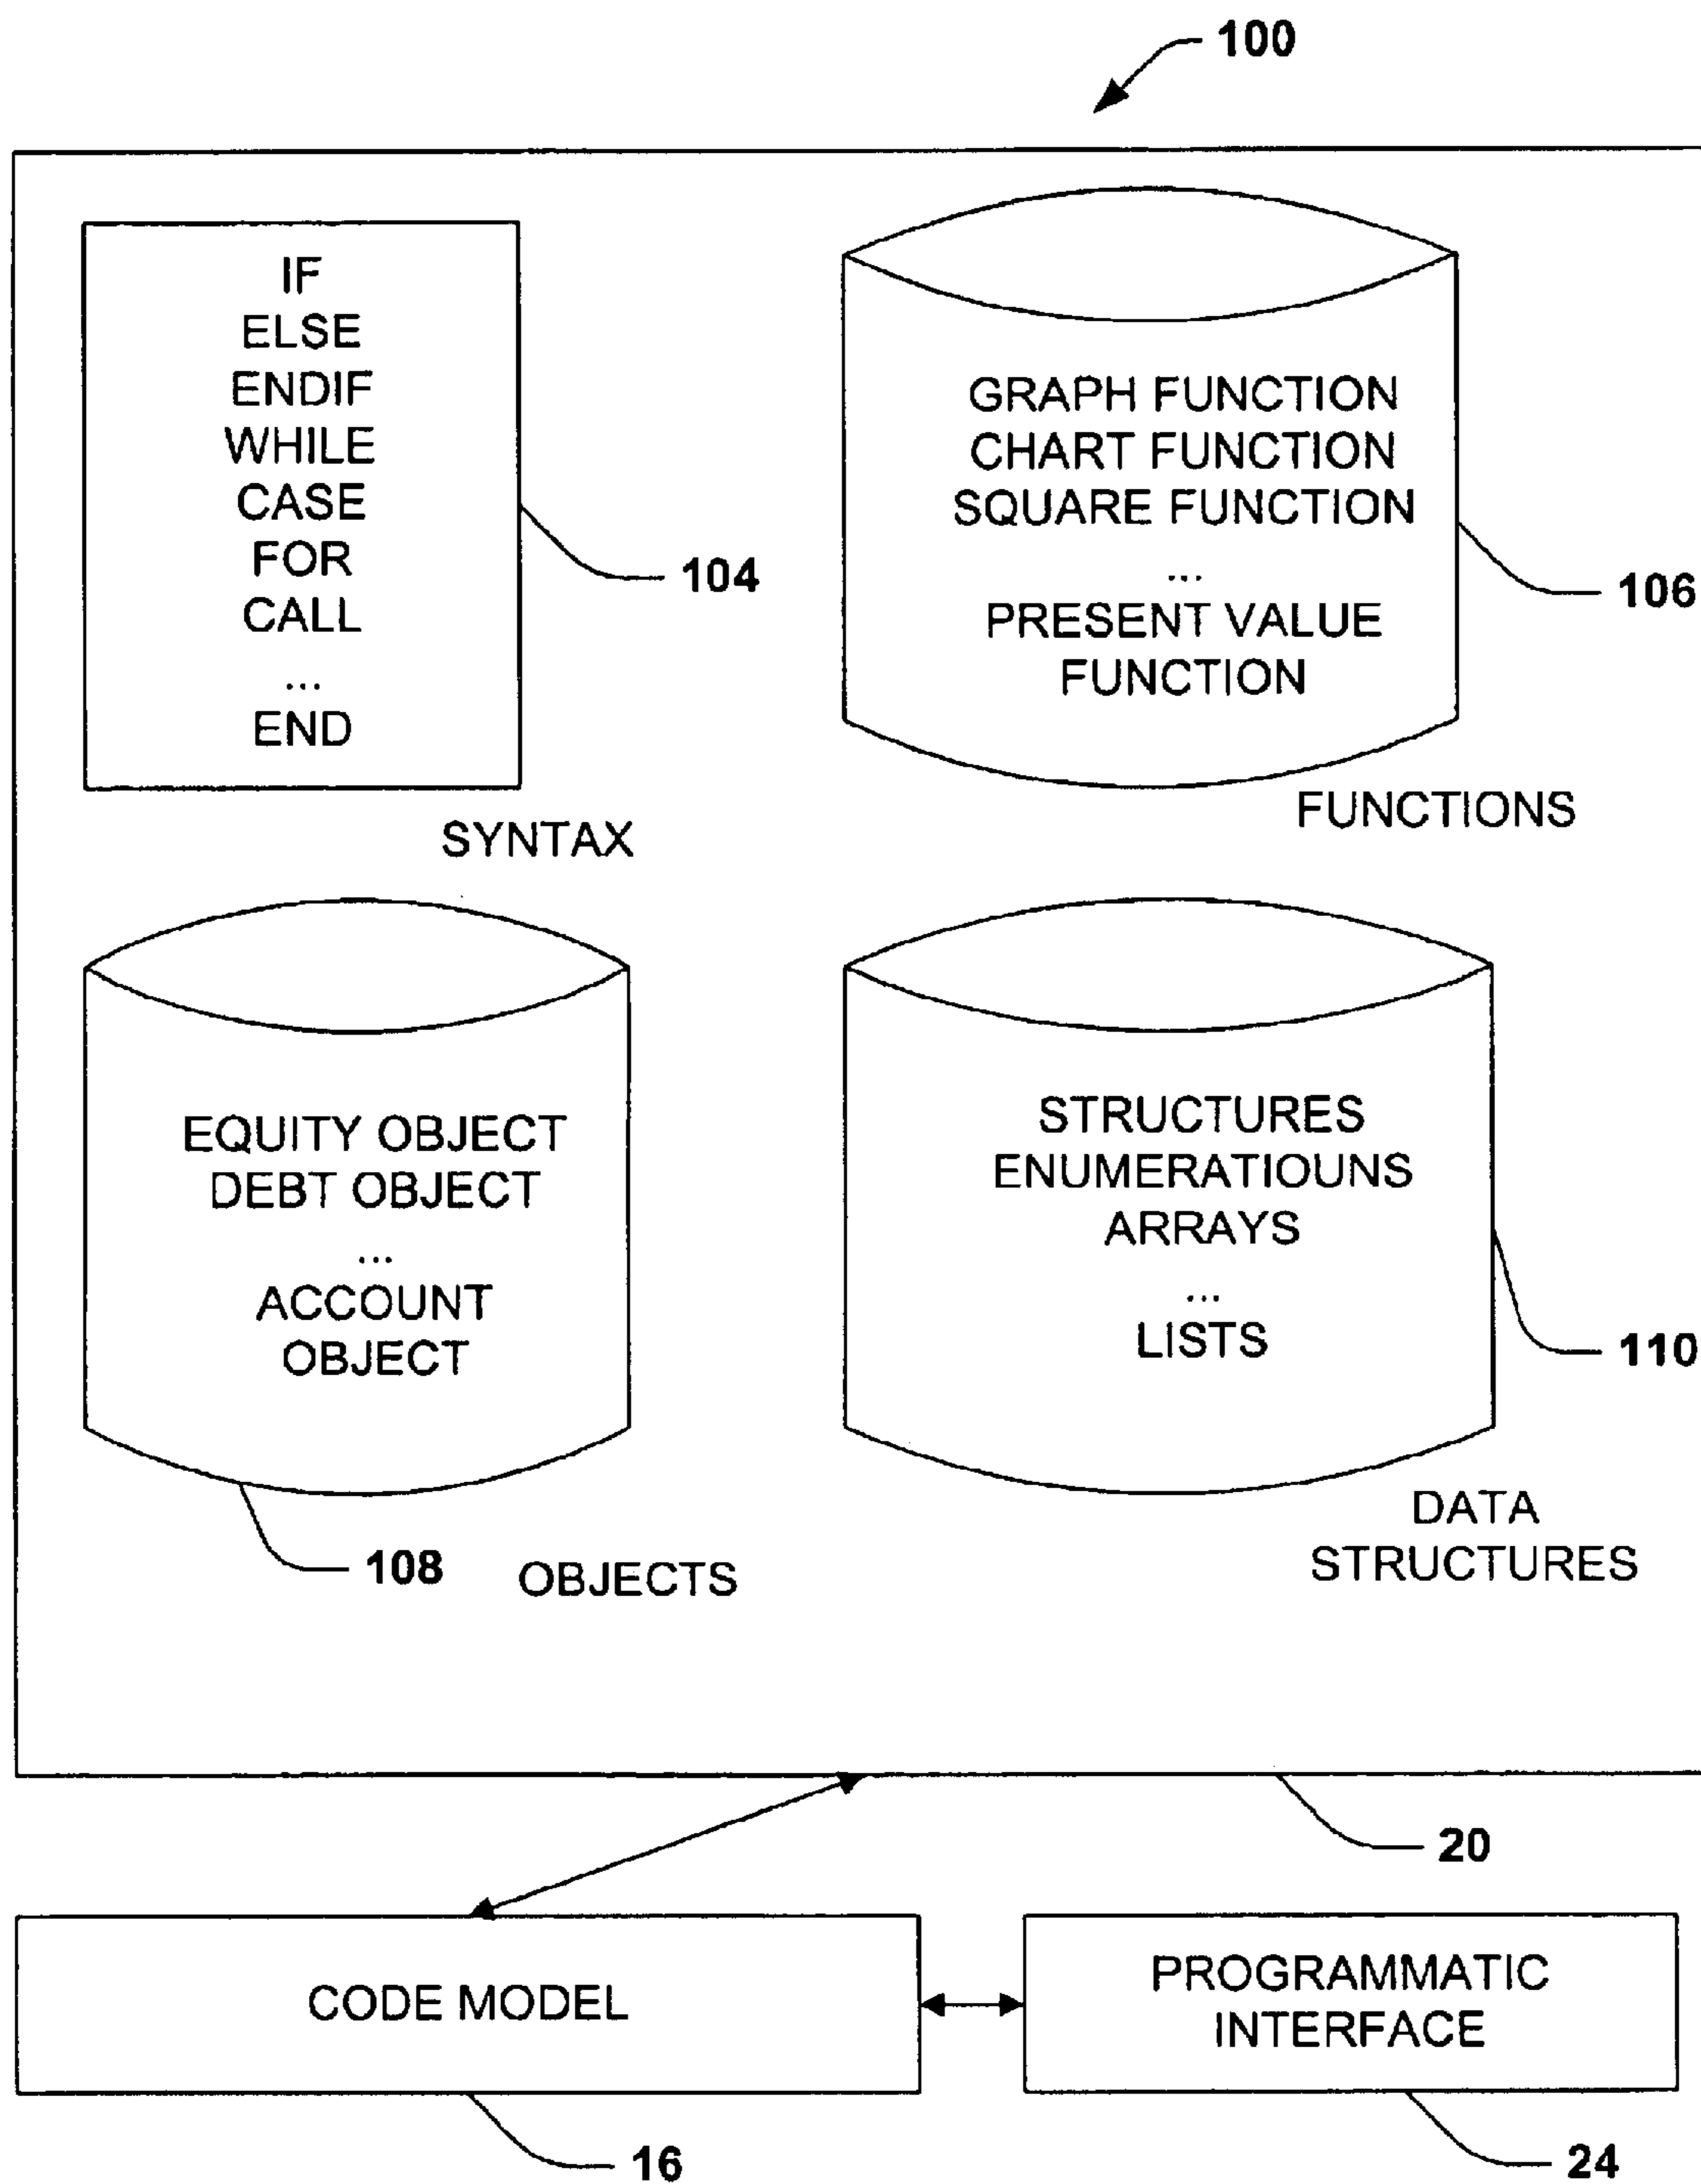 100
IF
ELSE
ENDIF
WHILE
CASE
FOR
CALL
...
END
104
SYNTAX
GRAPH FUNCTION
CHART FUNCTION
SQUARE FUNCTION
...
PRESENT VALUE
FUNCTION
106
FUNCTIONS
EQUITY OBJECT
DEBT OBJECT
...
ACCOUNT
OBJECT
108
OBJECTS
STRUCTURES
ENUMERATIOUNS
ARRAYS
...
LISTS
110
DATA
STRUCTURES
20
CODE MODEL
16
PROGRAMMATIC
INTERFACE
24